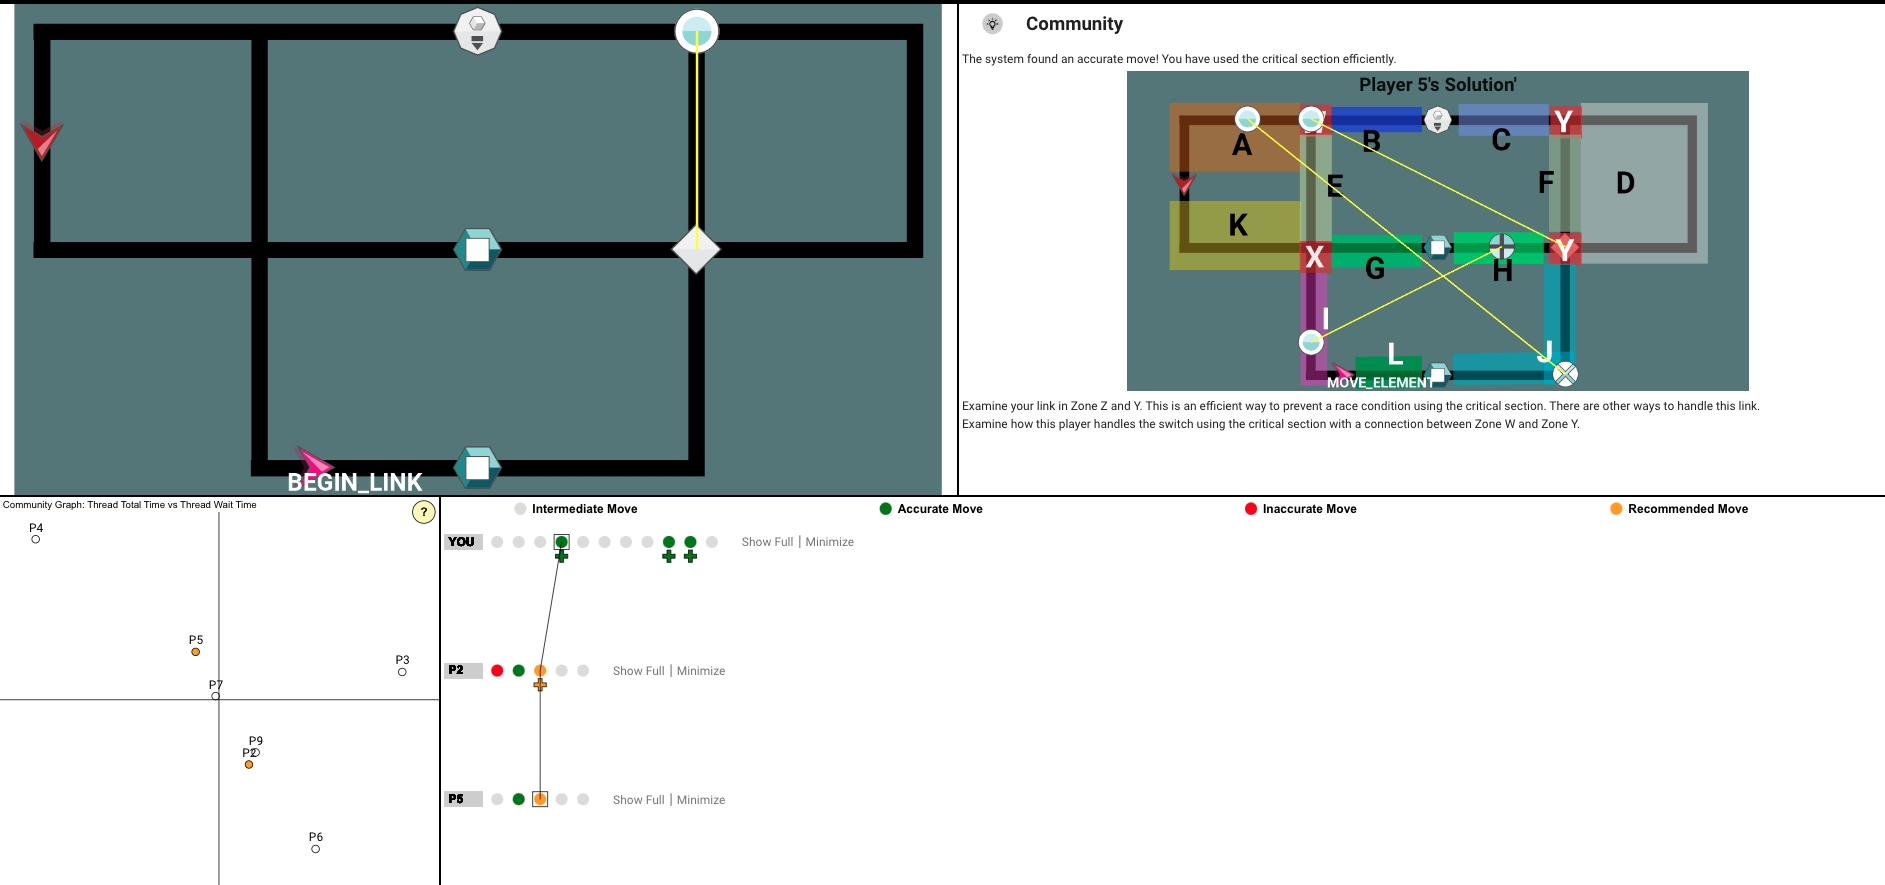 BEGIN_LINK
Community
The system found an accurate move! You have used the critical section efficiently.
Player 5's Solution'
A
B
C
Y
E
F
D
K
X
G
H
Y
I
L
J
MOVE_ELEMENT
Examine your link in Zone Z and Y. This is an efficient way to prevent a race condition using the critical section. There are other ways to handle this link.
Examine how this player handles the switch using the critical section with a connection between Zone W and Zone Y.
Community Graph: Thread Total Time vs Thread Wait Time
?
P4
P5
P3
P7
P9
P2
P6
Intermediate Move
Accurate Move
Inaccurate Move
Recommended Move
YOU
Show Full | Minimize
P2
Show Full | Minimize
P5
Show Full | Minimize